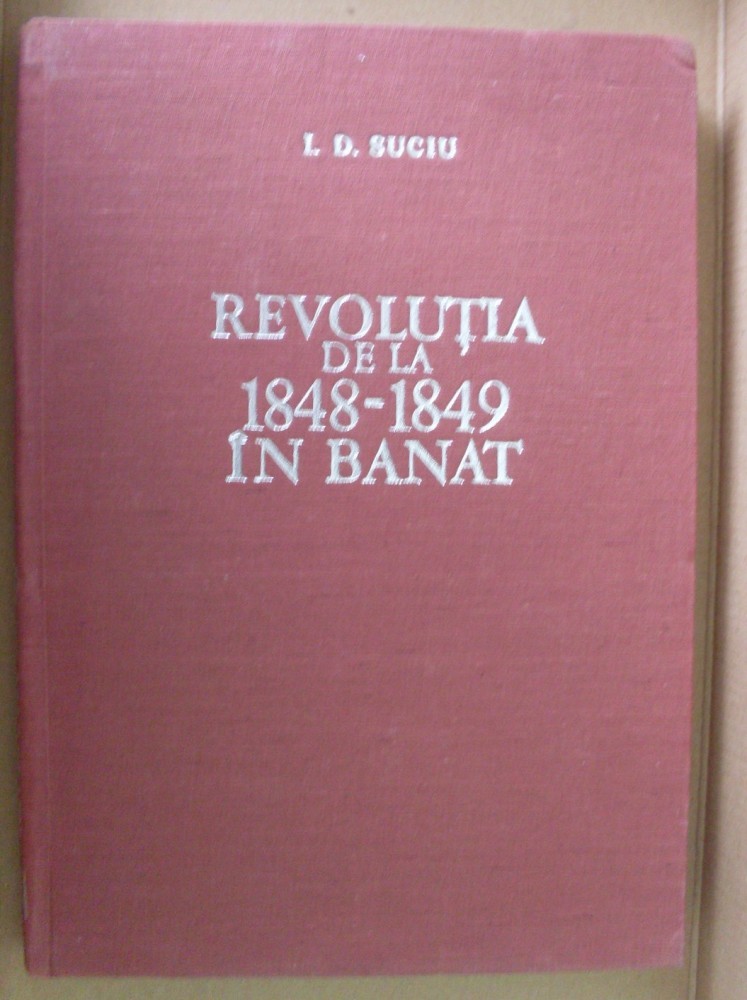 I. D. SUCIU
REVOLUȚIA
DE LA
1848-1849
ÎN BANAT